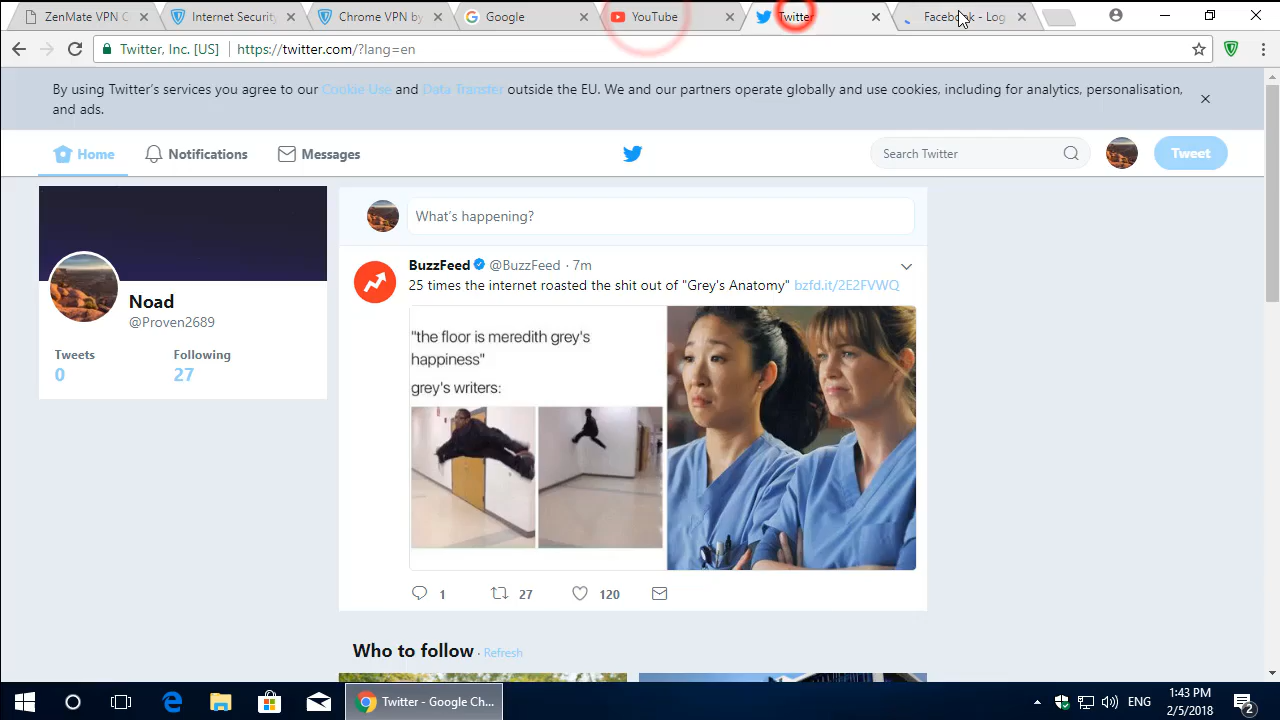 ZenMate VPN C
Internet Security
Chrome VPN by
Google
YouTube
Twitter
Facebook - Log
Twitter, Inc. [US]
https://twitter.com/?lang=en
By using Twitter's services you agree to our Cookie Use and Data Transfer outside the EU. We and our partners operate globally and use cookies, including for analytics, personalisation,
and ads.
Home
Notifications
Messages
Search Twitter
Tweet
What's happening?
Noad
@Proven2689
Tweets
Following
0
27
BuzzFeed @BuzzFeed · 7m
25 times the internet roasted the shit out of "Grey's Anatomy" bzfd.it/2E2FVWQ
"the floor is meredith grey's
happiness"
grey's writers:
1
27
120
Who to follow · Refresh
Twitter - Google Ch...
ENG
1:43 PM
2/5/2018
2